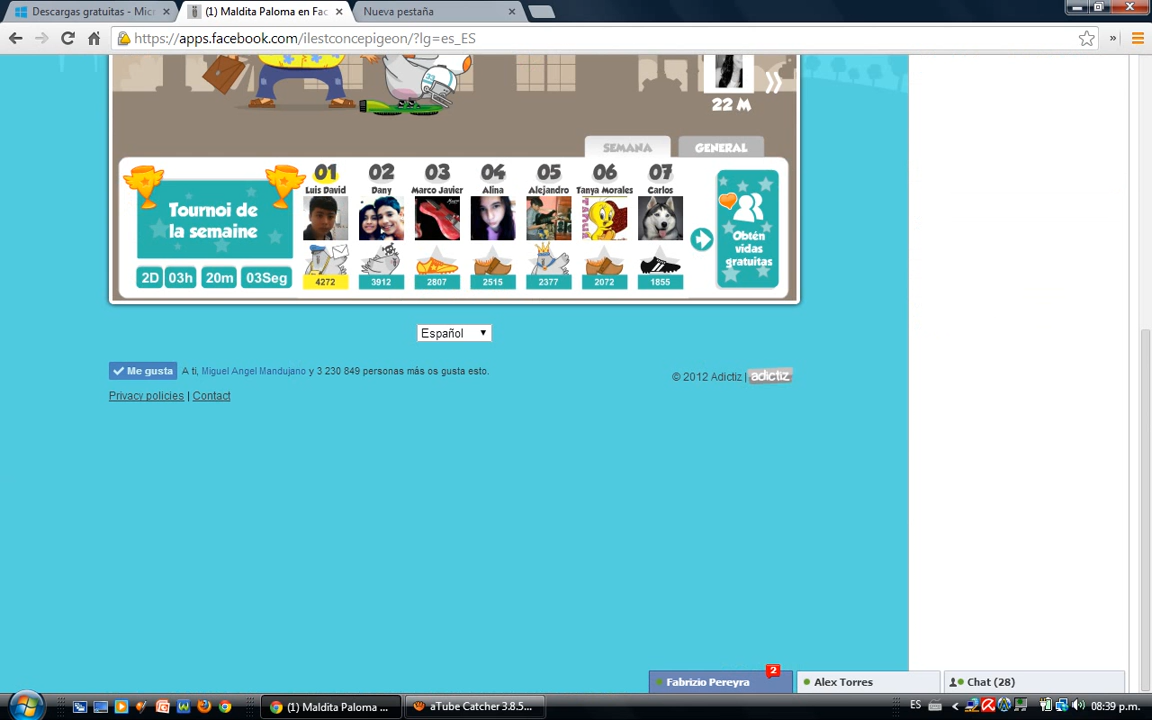 Descargas gratuitas - Micr
(1) Maldita Paloma en Fac
Nueva pestaña
https://apps.facebook.com/ilestconcepigeon/?lg=es_ES
22 M
SEMANA
GENERAL
Tournoi de
la semaine
2D 03h 20m 03Seg
01 02 03 04 05 06 07
Luis David Dany Marco Javier Alina Alejandro Tanya Morales Carlos
4272 3912 2807 2515 2377 2072 1855
Obtén
vidas
gratuitas
Español
Me gusta A ti, Miguel Angel Mandujano y 3 230 849 personas más os gusta esto.
© 2012 Adictiz | adictiz
Privacy policies | Contact
2
Fabrizio Pereyra
Alex Torres
Chat (28)
(1) Maldita Paloma ...
aTube Catcher 3.8.5...
ES
08:39 p.m.